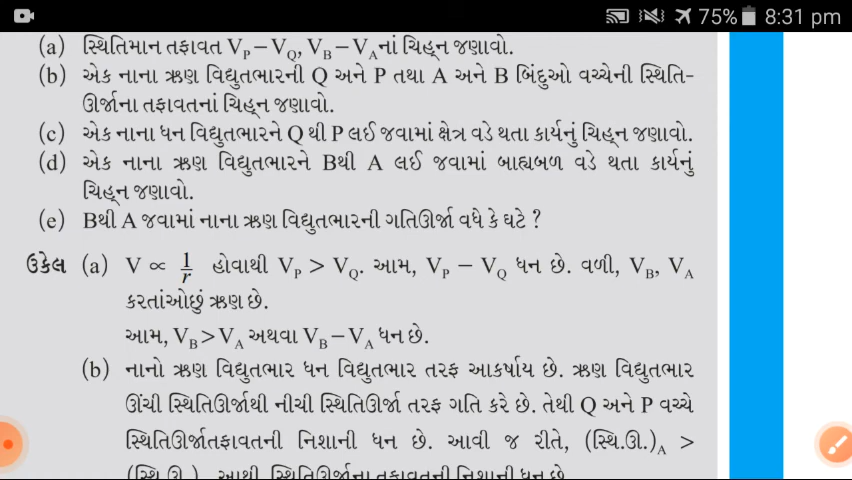 75% 8:31 pm
(a) સ્થિતિમાન તફાવત V_P – V_Q, V_B – V_Aનાં ચિહ્ન જણાવો.
(b) એક નાના ઋણ વિદ્યુતભારની Q અને P તથા A અને B બિંદુઓ વચ્ચેની સ્થિતિ-
ઊર્જાના તફાવતનાં ચિહ્ન જણાવો.
(c) એક નાના ધન વિદ્યુતભારને Q થી P લઈ જવામાં ક્ષેત્ર વડે થતા કાર્યનું ચિહ્ન જણાવો.
(d) એક નાના ઋણ વિદ્યુતભારને Bથી A લઈ જવામાં બાહ્યબળ વડે થતા કાર્યનું
ચિહ્ન જણાવો.
(e) Bથી A જવામાં નાના ઋણ વિદ્યુતભારની ગતિઊર્જા વધે કે ઘટે ?
ઉકેલ (a) V ∝ 1/r હોવાથી V_P > V_Q. આમ, V_P – V_Q ધન છે. વળી, V_B, V_A
કરતાંઓછું ઋણ છે.
આમ, V_B > V_A અથવા V_B – V_A ધન છે.
(b) નાનો ઋણ વિદ્યુતભાર ધન વિદ્યુતભાર તરફ આકર્ષાય છે. ઋણ વિદ્યુતભાર
ઊંચી સ્થિતિઊર્જાથી નીચી સ્થિતિઊર્જા તરફ ગતિ કરે છે. તેથી Q અને P વચ્ચે
સ્થિતિઊર્જાતફાવતની નિશાની ધન છે. આવી જ રીતે, (સ્થિ.ઊ.)_A >
(સ્થિ.ઊ.) આથી સ્થિતિઊર્જાના તફાવતની નિશાની ધન છે.